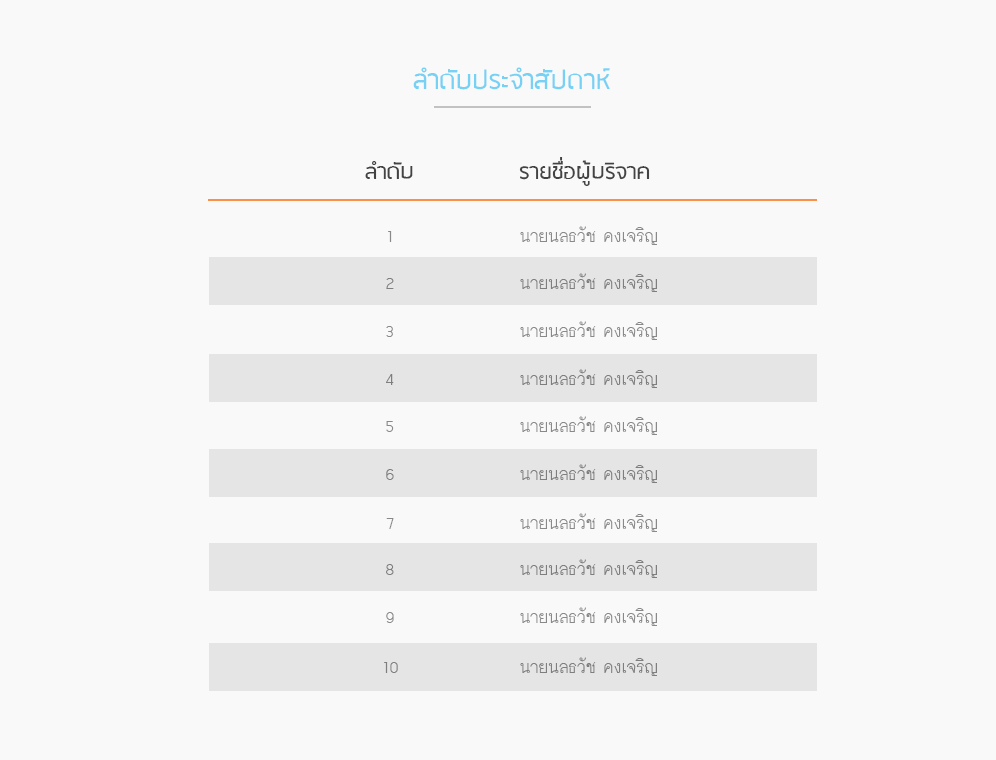 ลำดับประจำสัปดาห์
ลำดับ รายชื่อผู้บริจาค
1 นายนลธวัช คงเจริญ
2 นายนลธวัช คงเจริญ
3 นายนลธวัช คงเจริญ
4 นายนลธวัช คงเจริญ
5 นายนลธวัช คงเจริญ
6 นายนลธวัช คงเจริญ
7 นายนลธวัช คงเจริญ
8 นายนลธวัช คงเจริญ
9 นายนลธวัช คงเจริญ
10 นายนลธวัช คงเจริญ